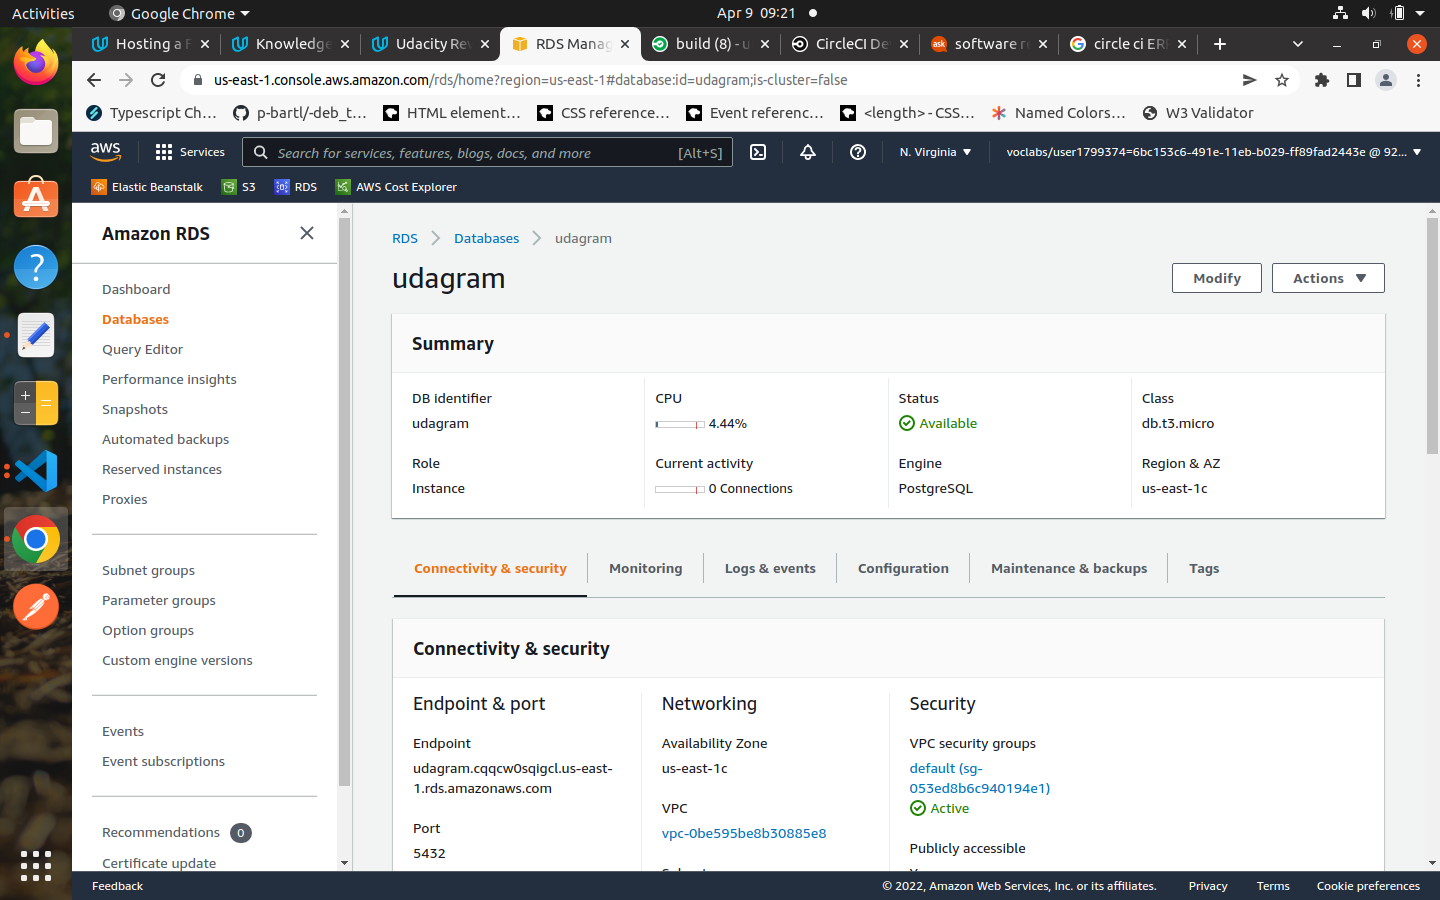 Activities
Google Chrome
Apr 9 09:21
Hosting a F
Knowledge
Udacity Rev
RDS Manag
build (8) - u
CircleCI De
software re
circle ci ER
us-east-1.console.aws.amazon.com/rds/home?region=us-east-1#database:id=udagram;is-cluster=false
Typescript Ch...
p-bartl/-deb_t...
HTML element...
CSS reference...
Event referenc...
<length> - CSS...
Named Colors...
W3 Validator
aws
Services
Search for services, features, blogs, docs, and more
[Alt+S]
N. Virginia
voclabs/user1799374=6bc153c6-491e-11eb-b029-ff89fad2443e @ 92...
Elastic Beanstalk
S3
RDS
AWS Cost Explorer
Amazon RDS
Dashboard
Databases
Query Editor
Performance insights
Snapshots
Automated backups
Reserved instances
Proxies
Subnet groups
Parameter groups
Option groups
Custom engine versions
Events
Event subscriptions
Recommendations 0
Certificate update
RDS
Databases
udagram
udagram
Modify
Actions
Summary
DB identifier
udagram
CPU
4.44%
Status
Available
Class
db.t3.micro
Role
Instance
Current activity
0 Connections
Engine
PostgreSQL
Region & AZ
us-east-1c
Connectivity & security
Monitoring
Logs & events
Configuration
Maintenance & backups
Tags
Connectivity & security
Endpoint & port
Endpoint
udagram.cqqcw0sqigcl.us-east-
1.rds.amazonaws.com
Port
5432
Networking
Availability Zone
us-east-1c
VPC
vpc-0be595be8b30885e8
Security
VPC security groups
default (sg-
053ed8b6c940194e1)
Active
Publicly accessible
Feedback
© 2022, Amazon Web Services, Inc. or its affiliates.
Privacy
Terms
Cookie preferences